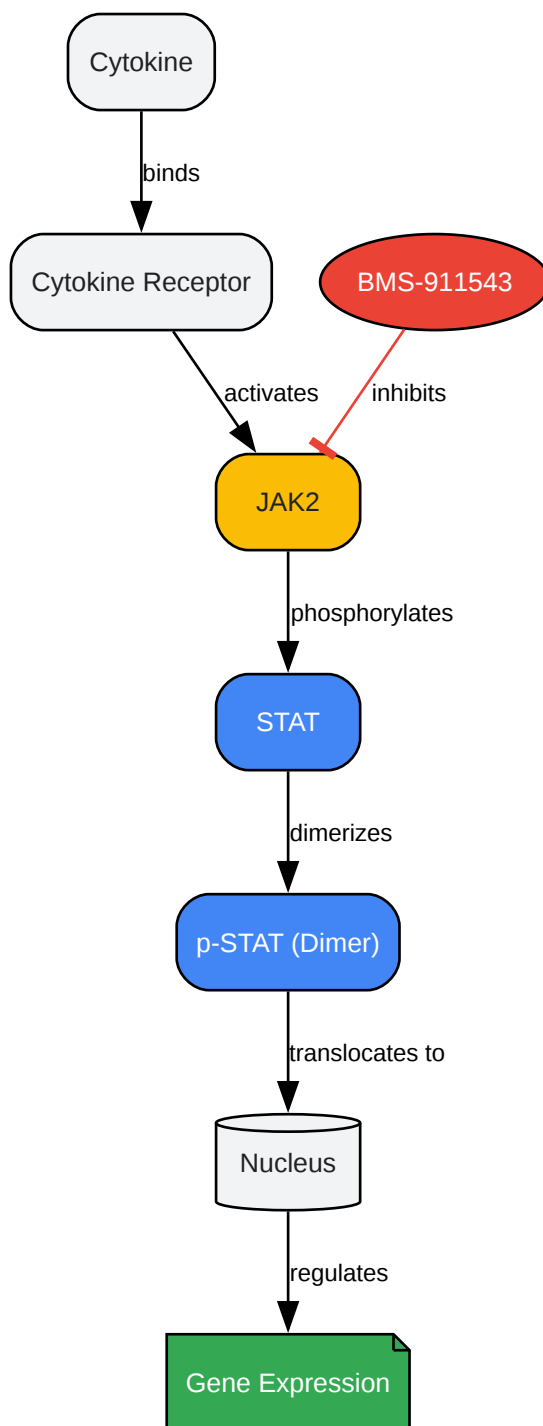 Cytokine
binds
Cytokine Receptor
BMS-911543
activates
inhibits
JAK2
phosphorylates
STAT
dimerizes
p-STAT (Dimer)
translocates to
Nucleus
regulates
Gene Expression